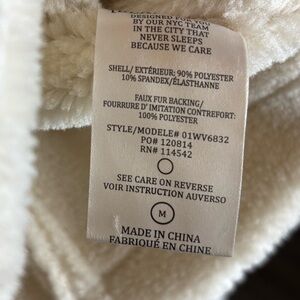 DESIGNED FOR YOU
BY OUR NYC TEAM
IN THE CITY THAT
NEVER SLEEPS
BECAUSE WE CARE
SHELL/ EXTÉRIEUR: 90% POLYESTER
10% SPANDEX/ÉLASTHANNE
FAUX FUR BACKING/
FOURRURE D'IMITATION CONTREFORT:
100% POLYESTER
STYLE/MODELE# 01WV6832
PO# 120814
RN# 114542
SEE CARE ON REVERSE
VOIR INSTRUCTION AUVERSO
M
MADE IN CHINA
FABRIQUÉ EN CHINE